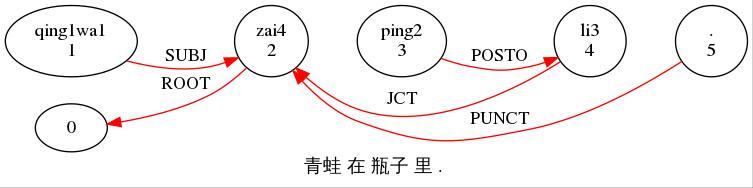 qing1wa1 zai4 ping2 li3 .
1 2 3 4 5
SUBJ POSTO
ROOT
JCT
PUNCT
0
青蛙 在 瓶子 里 .